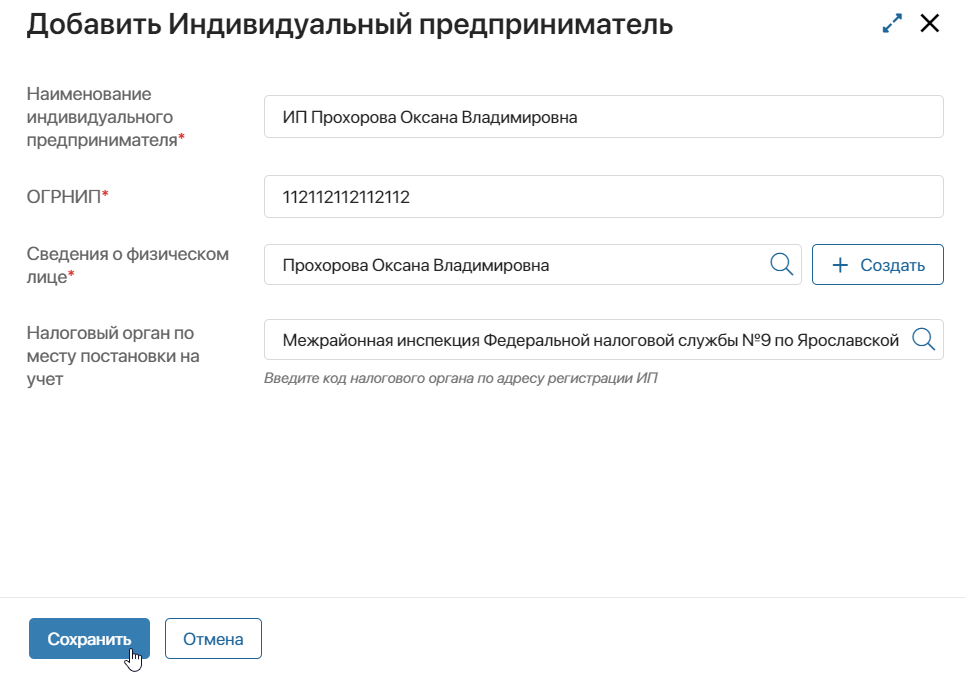 Добавить Индивидуальный предприниматель
Наименование
индивидуального
предпринимателя*
ИП Прохорова Оксана Владимировна
ОГРНИП*
112112112112112
Сведения о физическом
лице*
Прохорова Оксана Владимировна
+ Создать
Налоговый орган по
месту постановки на
учет
Межрайонная инспекция Федеральной налоговой службы №9 по Ярославской
Введите код налогового органа по адресу регистрации ИП
Сохранить
Отмена